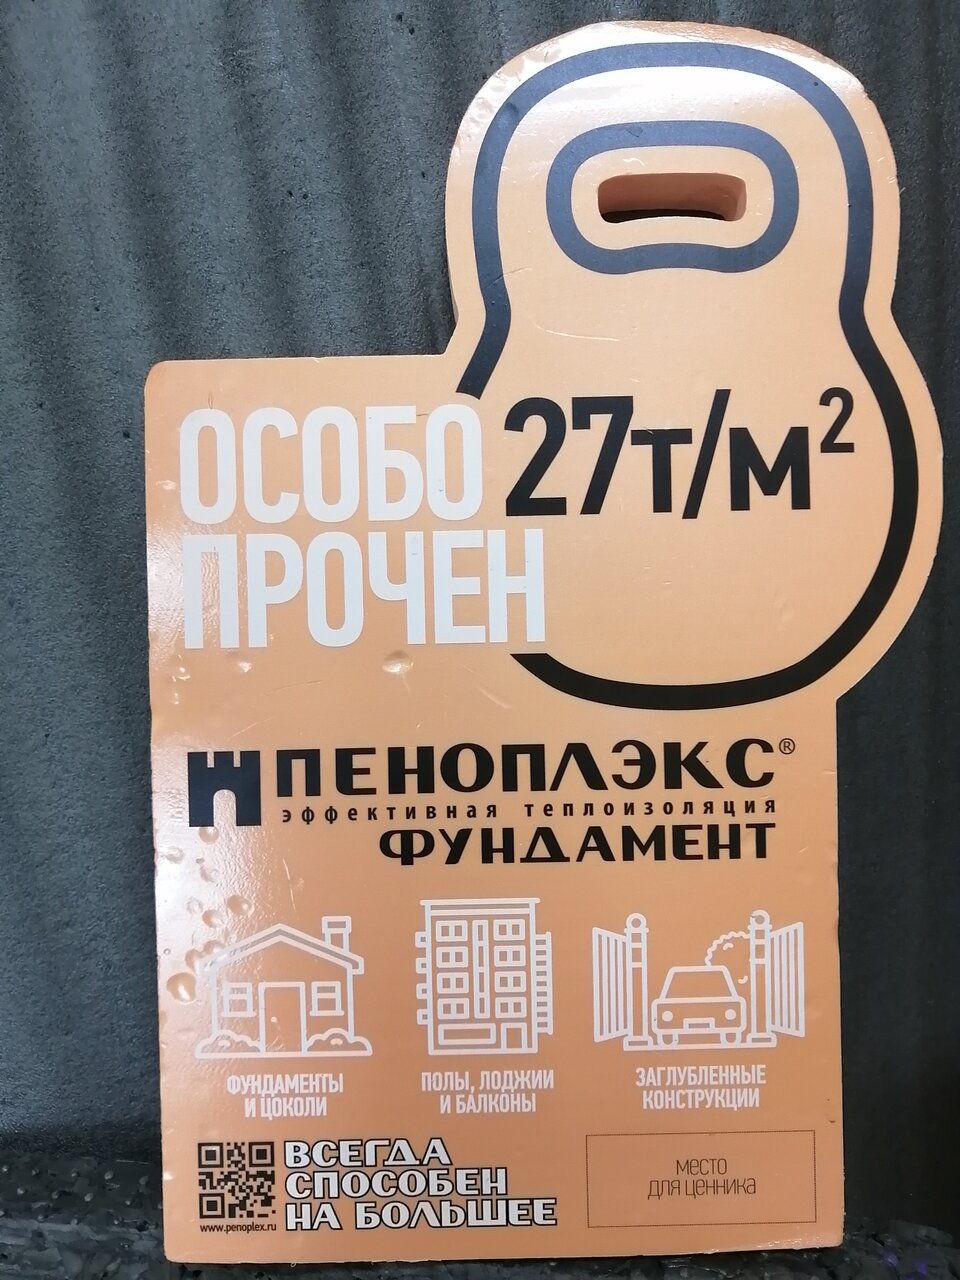 ОСОБО 27т/м²
ПРОЧЕН
ПЕНОПЛЭКС®
эффективная теплоизоляция
ФУНДАМЕНТ
ФУНДАМЕНТЫ
И ЦОКОЛИ
ПОЛЫ, ЛОДЖИИ
И БАЛКОНЫ
ЗАГЛУБЛЕННЫЕ
КОНСТРУКЦИИ
ВСЕГДА
СПОСОБЕН
НА БОЛЬШЕЕ
www.penoplex.ru
место
для ценника